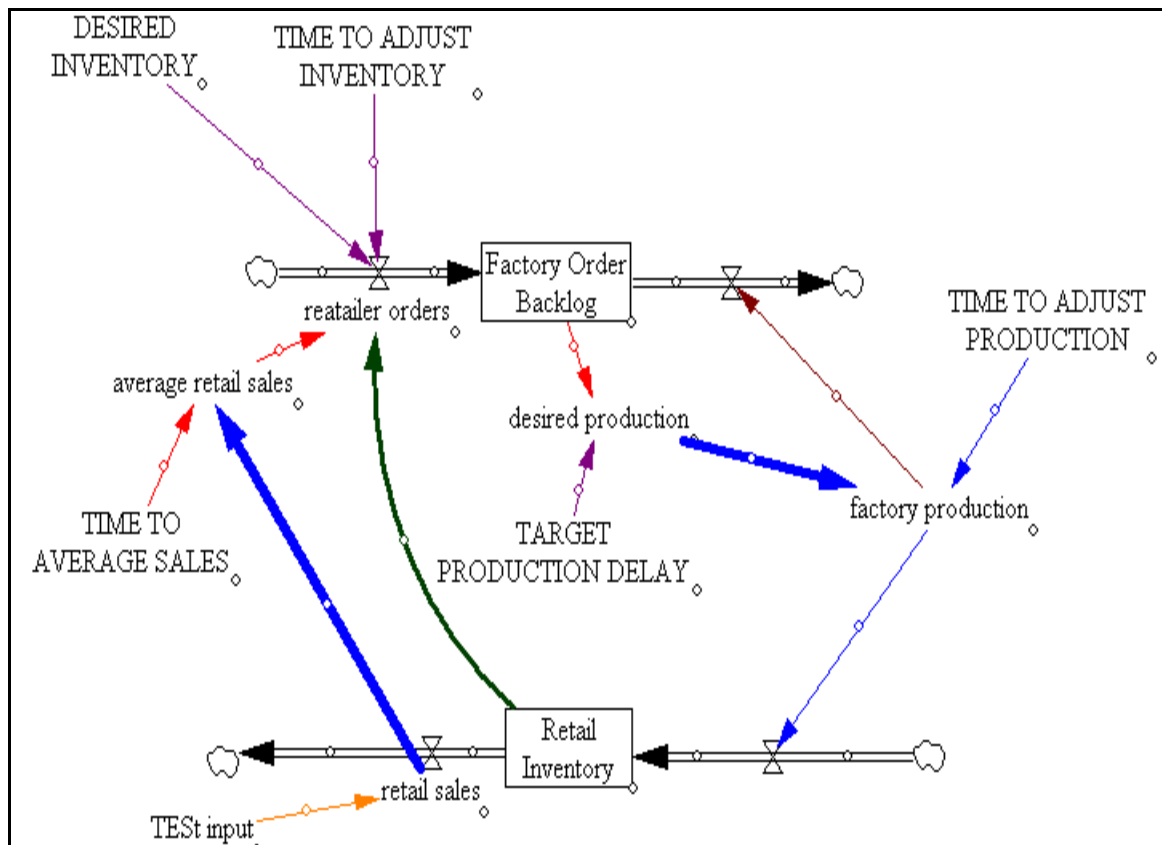 DESIRED
INVENTORY
TIME TO ADJUST
INVENTORY
Factory Order
Backlog
reatailer orders
TIME TO ADJUST
PRODUCTION
average retail sales
desired production
factory production
TIME TO
AVERAGE SALES
TARGET
PRODUCTION DELAY
Retail
Inventory
retail sales
TESt input